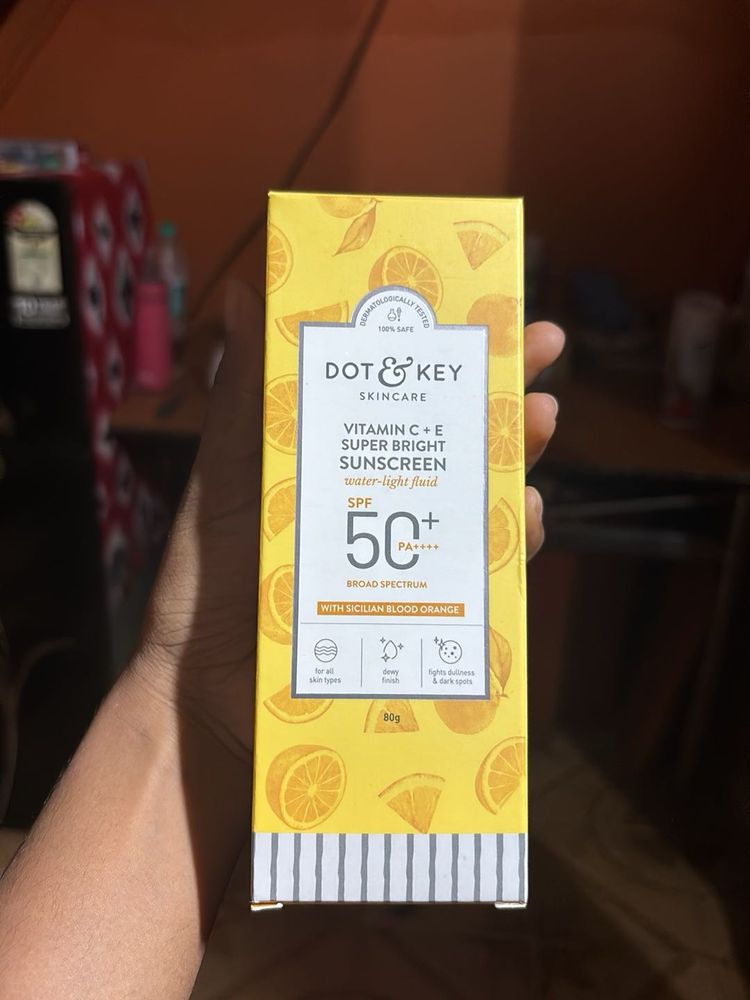 DERMATOLOGICALLY TESTED
100% SAFE
DOT & KEY
SKINCARE
VITAMIN C + E
SUPER BRIGHT
SUNSCREEN
water-light fluid
SPF
50+
PA++++
BROAD SPECTRUM
WITH SICILIAN BLOOD ORANGE
for all
skin types
dewy
finish
fights dullness
& dark spots
80g